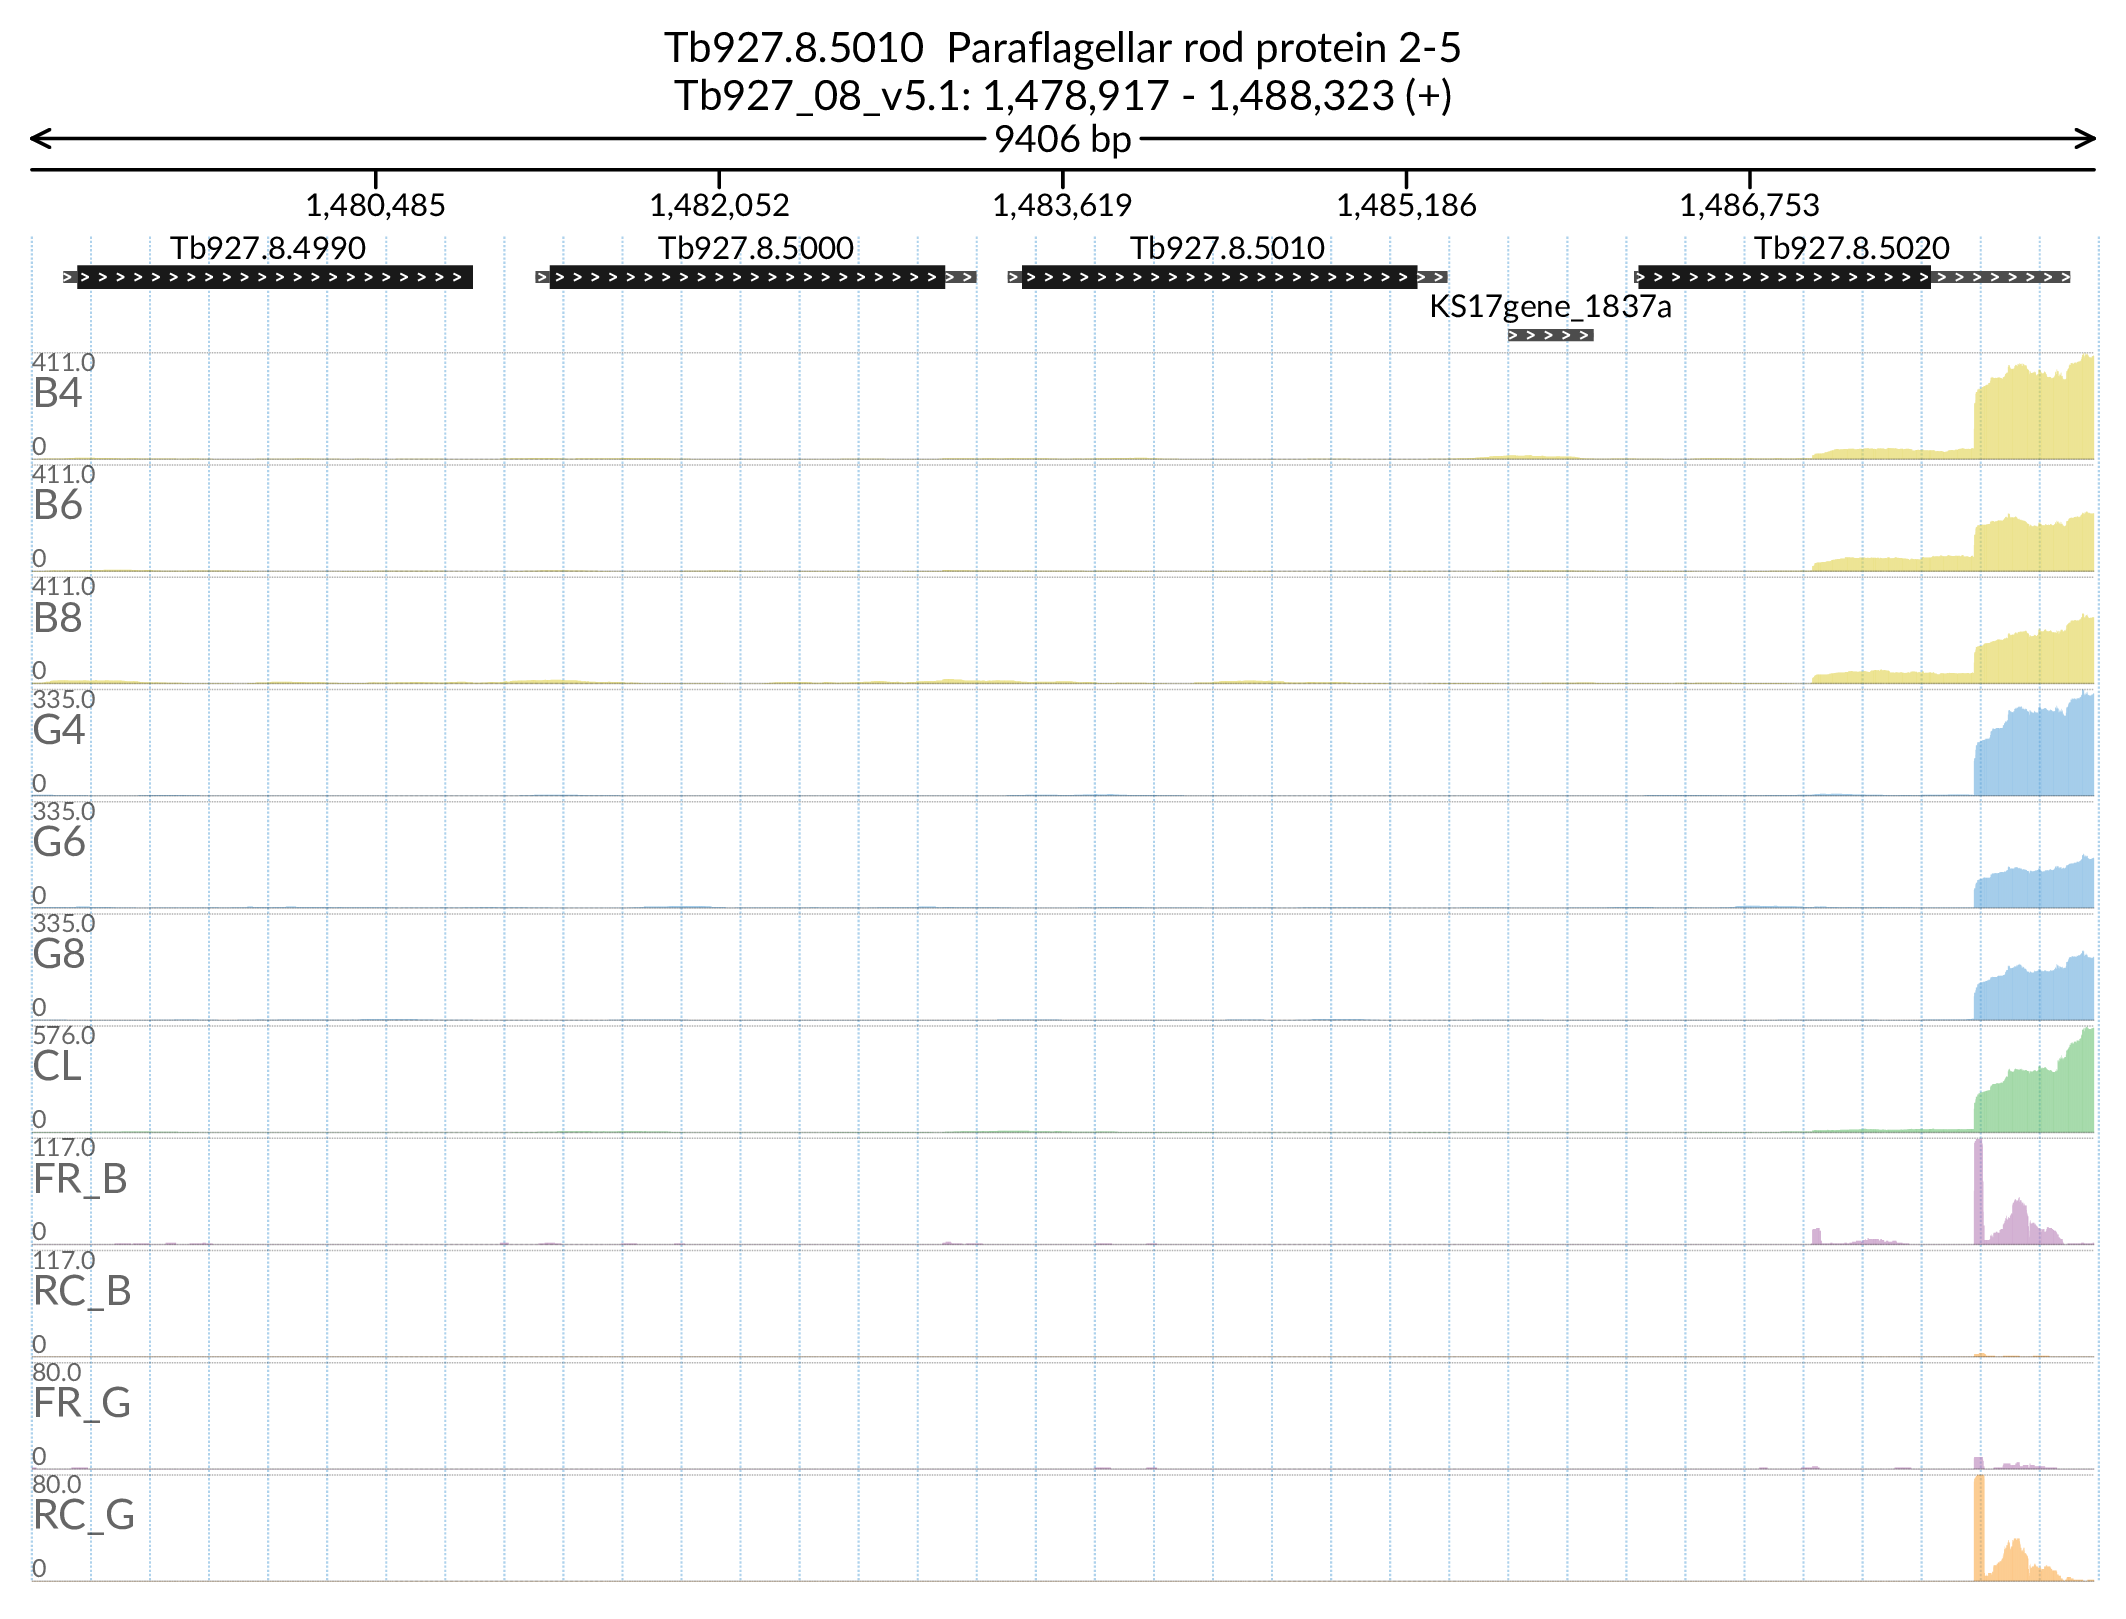 Tb927.8.5010  Paraflagellar rod protein 2-5
Tb927_08_v5.1: 1,478,917 - 1,488,323 (+)
9406 bp
1,480,485 1,482,052 1,483,619 1,485,186 1,486,753
Tb927.8.4990 Tb927.8.5000 Tb927.8.5010 Tb927.8.5020
KS17gene_1837a
411.0
B4
0
411.0
B6
0
411.0
B8
0
335.0
G4
0
335.0
G6
0
335.0
G8
0
576.0
CL
0
117.0
FR_B
0
117.0
RC_B
0
80.0
FR_G
0
80.0
RC_G
0